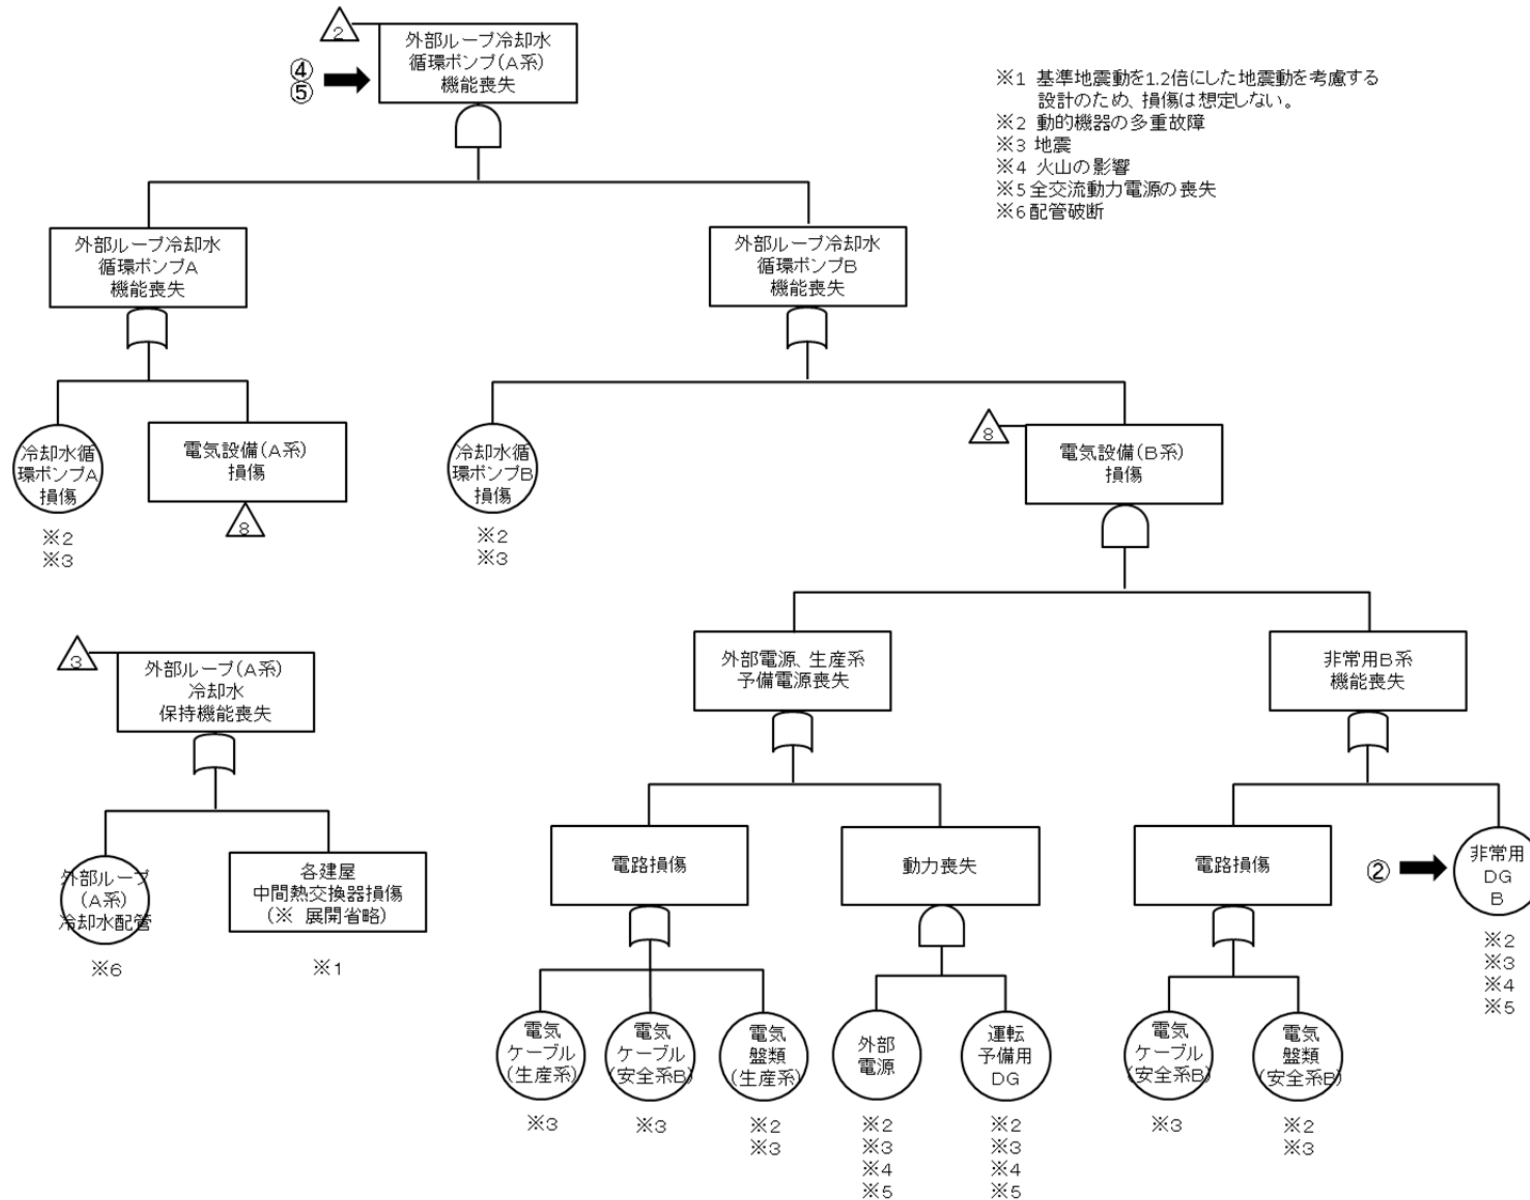 2
外部ループ冷却水
循環ポンプ(A系)
機能喪失
④
⑤
※1 基準地震動を1.2倍にした地震動を考慮する
設計のため、損傷は想定しない。
※2 動的機器の多重故障
※3 地震
※4 火山の影響
※5 全交流動力電源の喪失
※6 配管破断
外部ループ冷却水
循環ポンプA
機能喪失
外部ループ冷却水
循環ポンプB
機能喪失
冷却水循
環ポンプA
損傷
※2
※3
電気設備(A系)
損傷
8
冷却水循
環ポンプB
損傷
※2
※3
8
電気設備(B系)
損傷
3
外部ループ(A系)
冷却水
保持機能喪失
外部電源、生産系
予備電源喪失
非常用B系
機能喪失
外部ループ
(A系)
冷却水配管
※6
各建屋
中間熱交換器損傷
(※ 展開省略)
※1
電路損傷
動力喪失
電路損傷
②
非常用
DG
B
※2
※3
※4
※5
電気
ケーブル
(生産系)
※3
電気
ケーブル
(安全系B)
※3
電気
盤類
(生産系)
※2
※3
外部
電源
※2
※3
※4
※5
運転
予備用
DG
※2
※3
※4
※5
電気
ケーブル
(安全系B)
※3
電気
盤類
(安全系B)
※2
※3